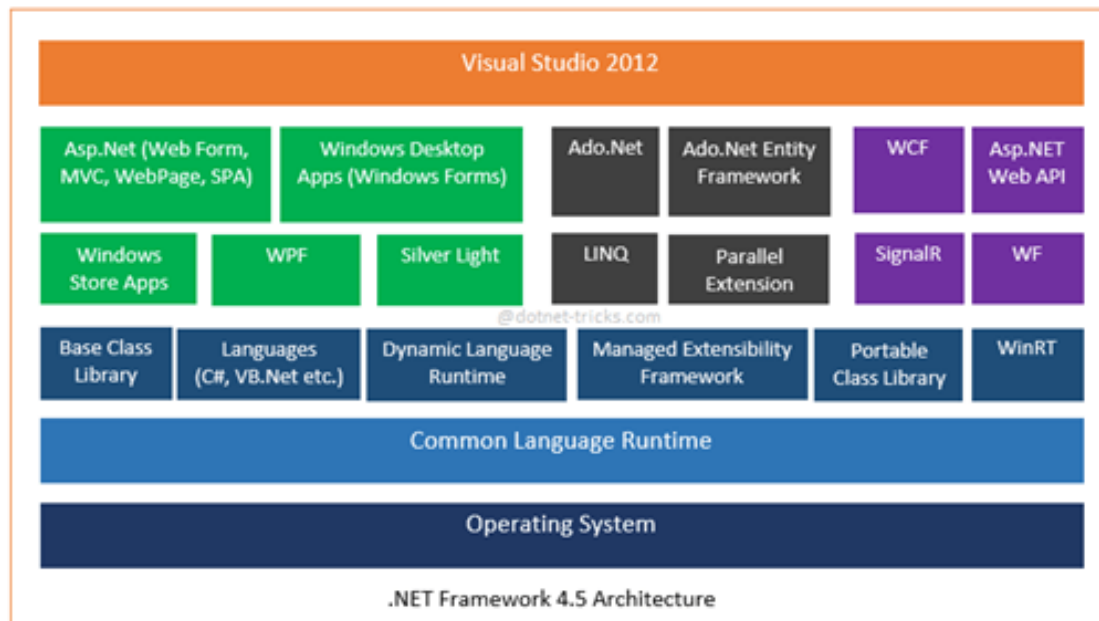 Visual Studio 2012
Asp.Net (Web Form,
MVC, WebPage, SPA)
Windows Desktop
Apps (Windows Forms)
Ado.Net
Ado.Net Entity
Framework
WCF
Asp.NET
Web API
Windows
Store Apps
WPF
Silver Light
LINQ
Parallel
Extension
SignalR
WF
@dotnet-tricks.com
Base Class
Library
Languages
(C#, VB.Net etc.)
Dynamic Language
Runtime
Managed Extensibility
Framework
Portable
Class Library
WinRT
Common Language Runtime
Operating System
.NET Framework 4.5 Architecture